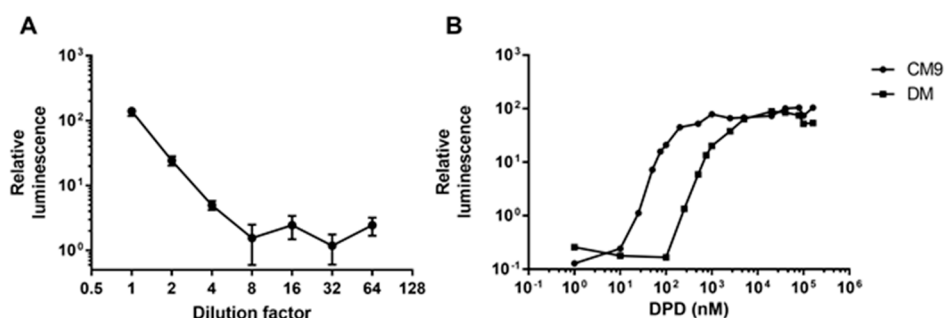 A
Relative
luminescence
10³
10²
10¹
10⁰
0.5 1 2 4 8 16 32 64 128
Dilution factor
B
Relative
luminescence
10³
10²
10¹
10⁰
10⁻¹
10⁻¹ 10⁰ 10¹ 10² 10³ 10⁴ 10⁵ 10⁶
DPD (nM)
CM9
DM